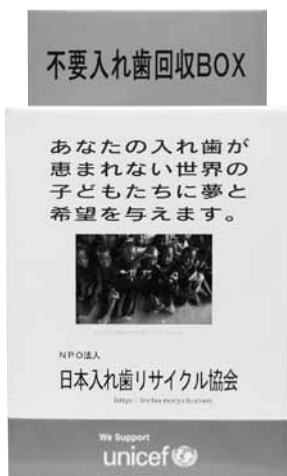 不要入れ歯回収BOX
あなたの入れ歯が
恵まれない世界の
子どもたちに夢と
希望を与えます。
NPO法人
日本入れ歯リサイクル協会
We Support
unicef